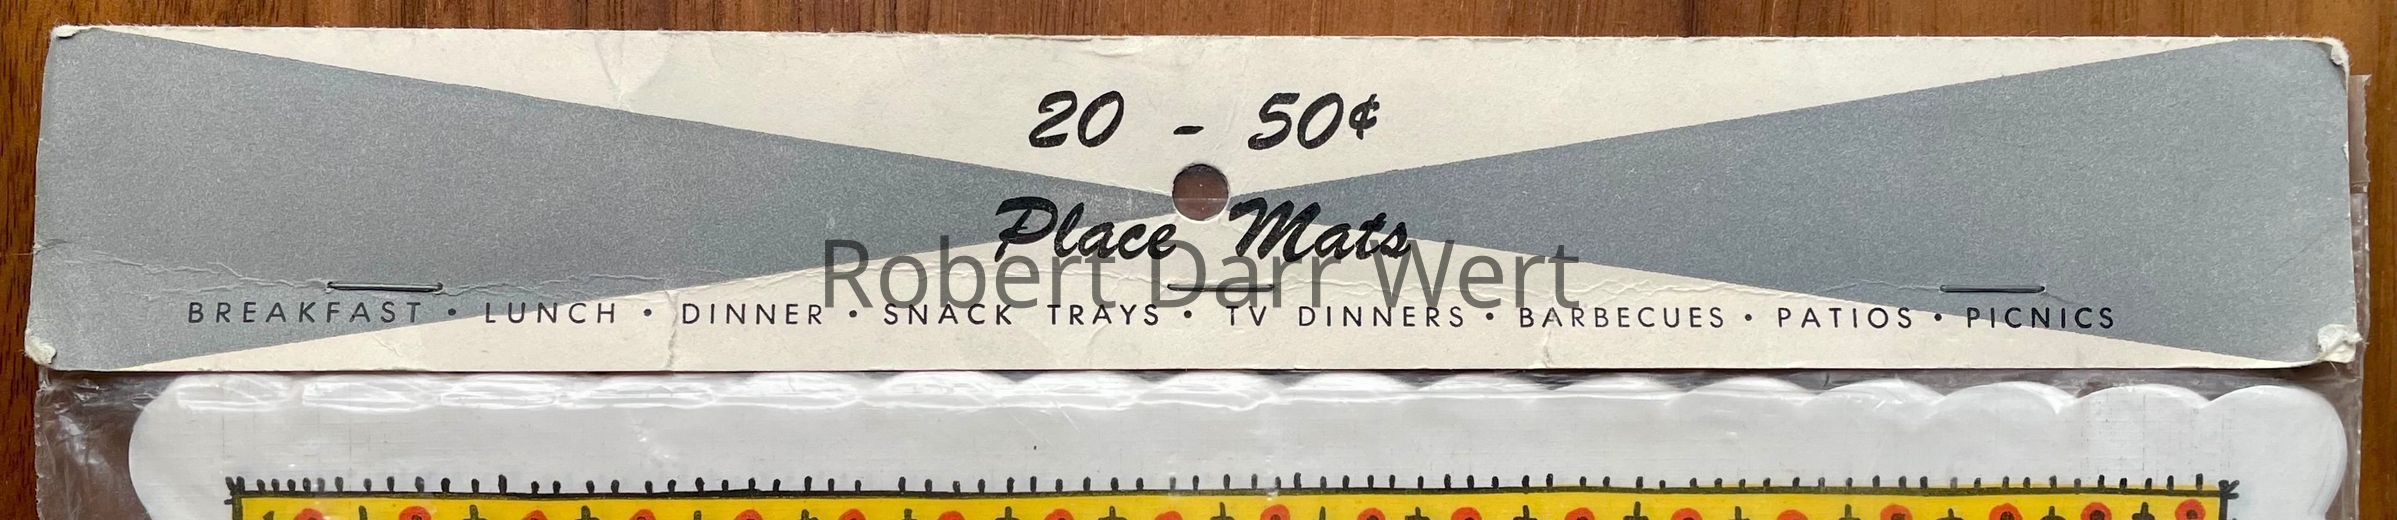 20 - 50¢
Place Mats
Robert Darr Wert
BREAKFAST • LUNCH • DINNER • SNACK TRAYS • TV DINNERS • BARBECUES • PATIOS • PICNICS